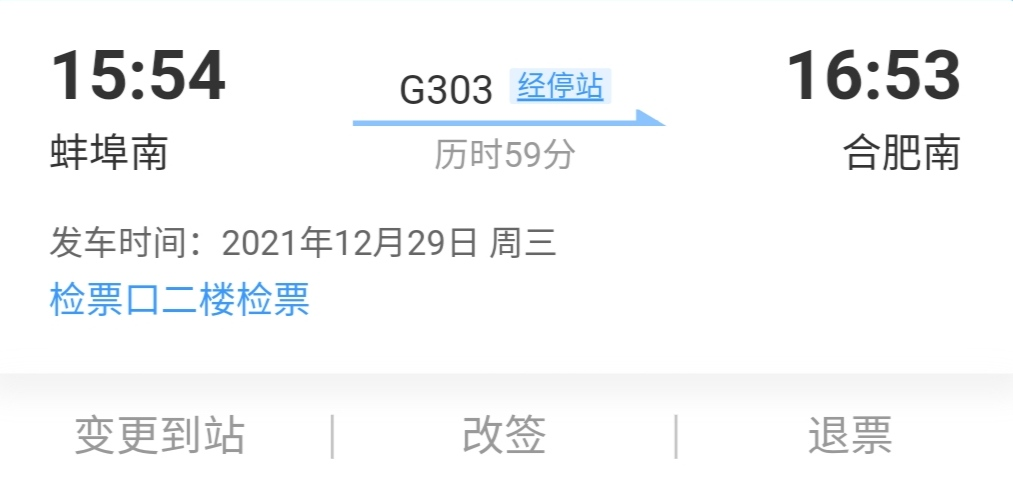 15:54 G303 经停站 16:53
蚌埠南 历时59分 合肥南
发车时间：2021年12月29日 周三
检票口二楼检票
变更到站 改签 退票